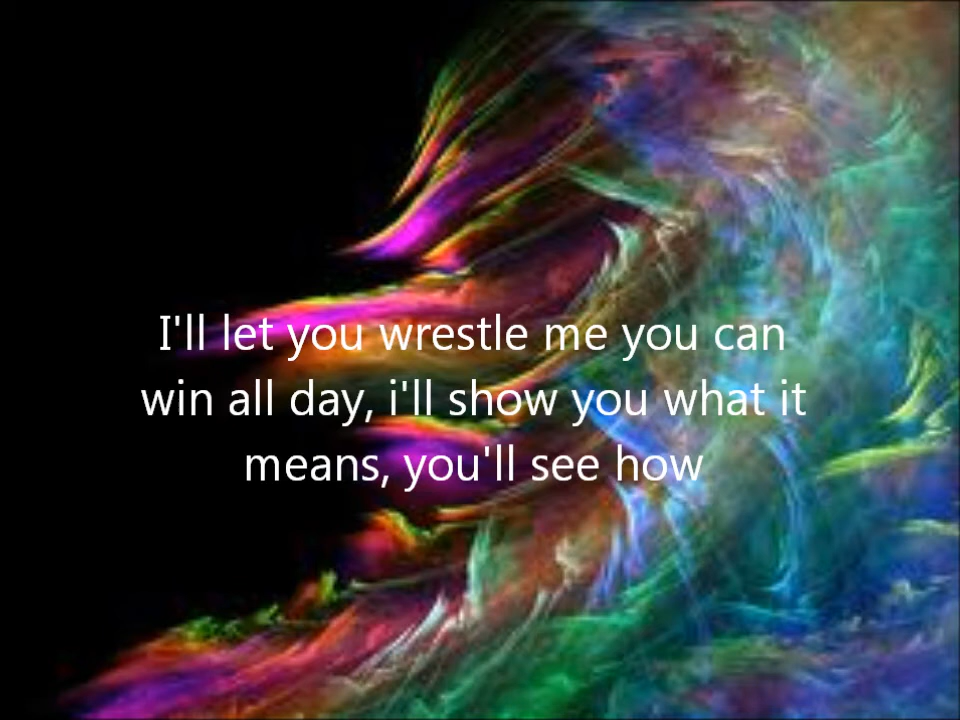 I'll let you wrestle me you can
win all day, i'll show you what it
means, you'll see how